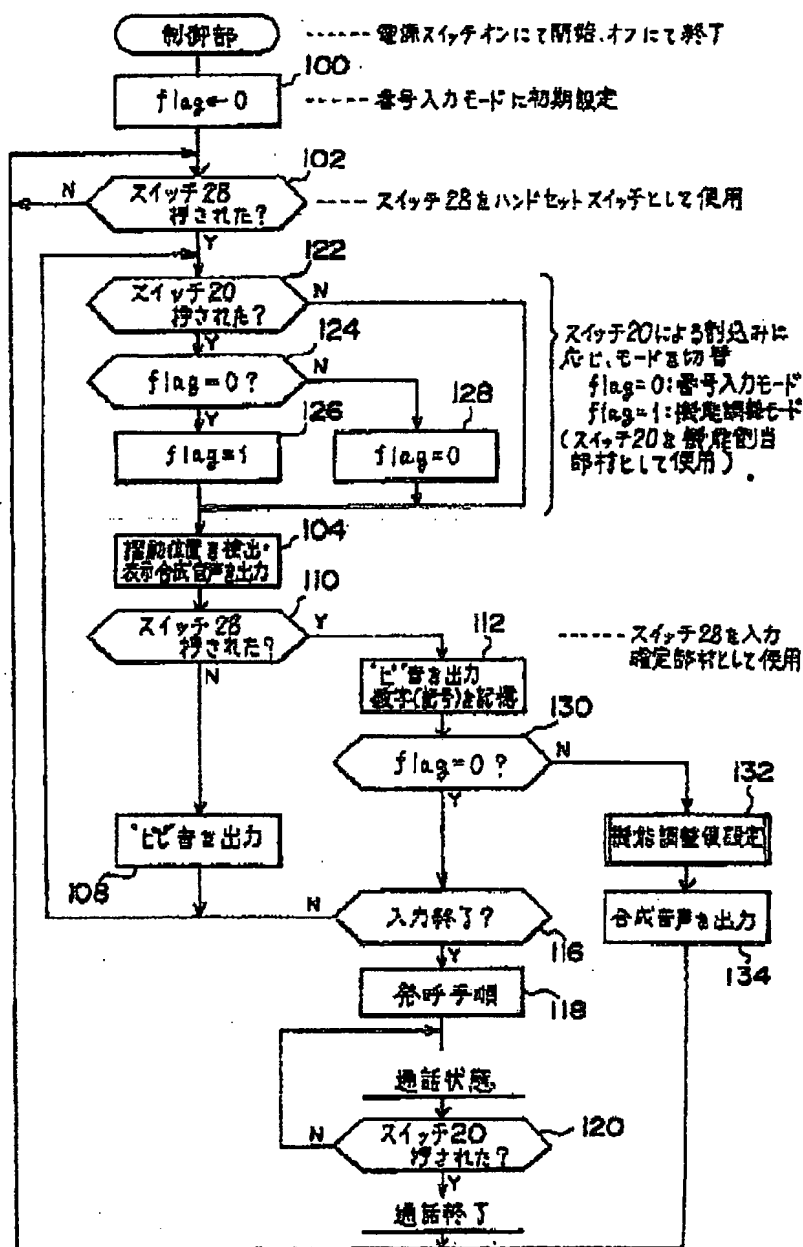 制御部
電源スイッチオンにて開始、オフにて終了
100
flag←0
番号入力モードに初期設定
102
N
スイッチ28
押された?
スイッチ28をハンドセットスイッチとして使用
Y
122
スイッチ20
押された?
N
Y
124
スイッチ20による割込みに
応じ、モードを切替
flag=0:番号入力モード
flag=1:機能調整モード
(スイッチ20を機能割当
部材として使用)
flag=0?
N
Y
126
128
flag=1
flag=0
104
摺動位置を検出・
表示合成音声を出力
110
スイッチ28
押された?
Y
N
112
スイッチ28を入力
確定部材として使用
"ピ"音を出力
数字(記号)を記憶
130
flag=0?
N
Y
132
"ピピ"音を出力
108
機能調整値設定
N
入力終了?
116
Y
合成音声を出力
134
発呼手順
118
通話状態
N
スイッチ20
押された?
120
Y
通話終了